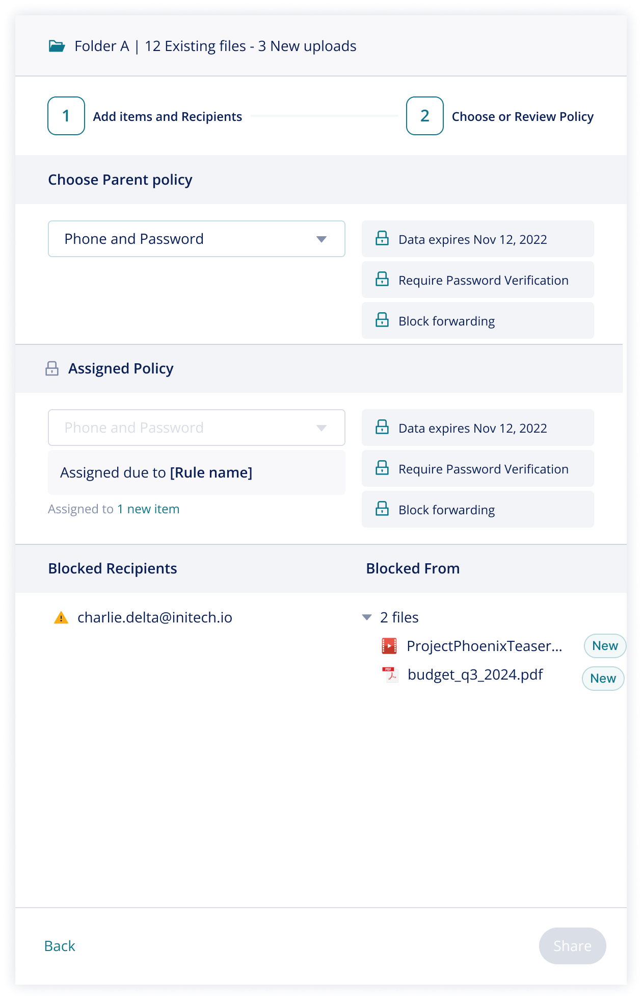 Folder A | 12 Existing files - 3 New uploads
1 Add items and Recipients
2 Choose or Review Policy
Choose Parent policy
Phone and Password
Data expires Nov 12, 2022
Require Password Verification
Block forwarding
Assigned Policy
Phone and Password
Assigned due to [Rule name]
Assigned to 1 new item
Data expires Nov 12, 2022
Require Password Verification
Block forwarding
Blocked Recipients
Blocked From
charlie.delta@initech.io
2 files
ProjectPhoenixTeaser... New
PDF
budget_q3_2024.pdf New
Back
Share